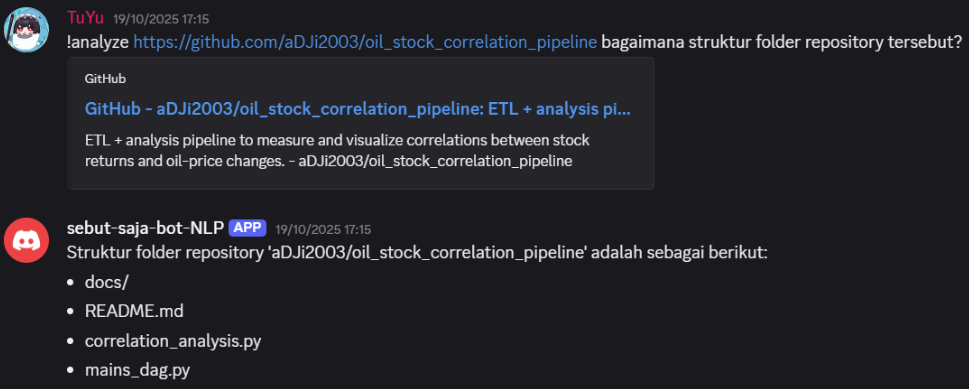 TuYu 19/10/2025 17:15
!analyze https://github.com/aDJi2003/oil_stock_correlation_pipeline bagaimana struktur folder repository tersebut?
GitHub
GitHub - aDJi2003/oil_stock_correlation_pipeline: ETL + analysis pi...
ETL + analysis pipeline to measure and visualize correlations between stock
returns and oil-price changes. - aDJi2003/oil_stock_correlation_pipeline
sebut-saja-bot-NLP APP 19/10/2025 17:15
Struktur folder repository 'aDJi2003/oil_stock_correlation_pipeline' adalah sebagai berikut:
• docs/
• README.md
• correlation_analysis.py
• mains_dag.py